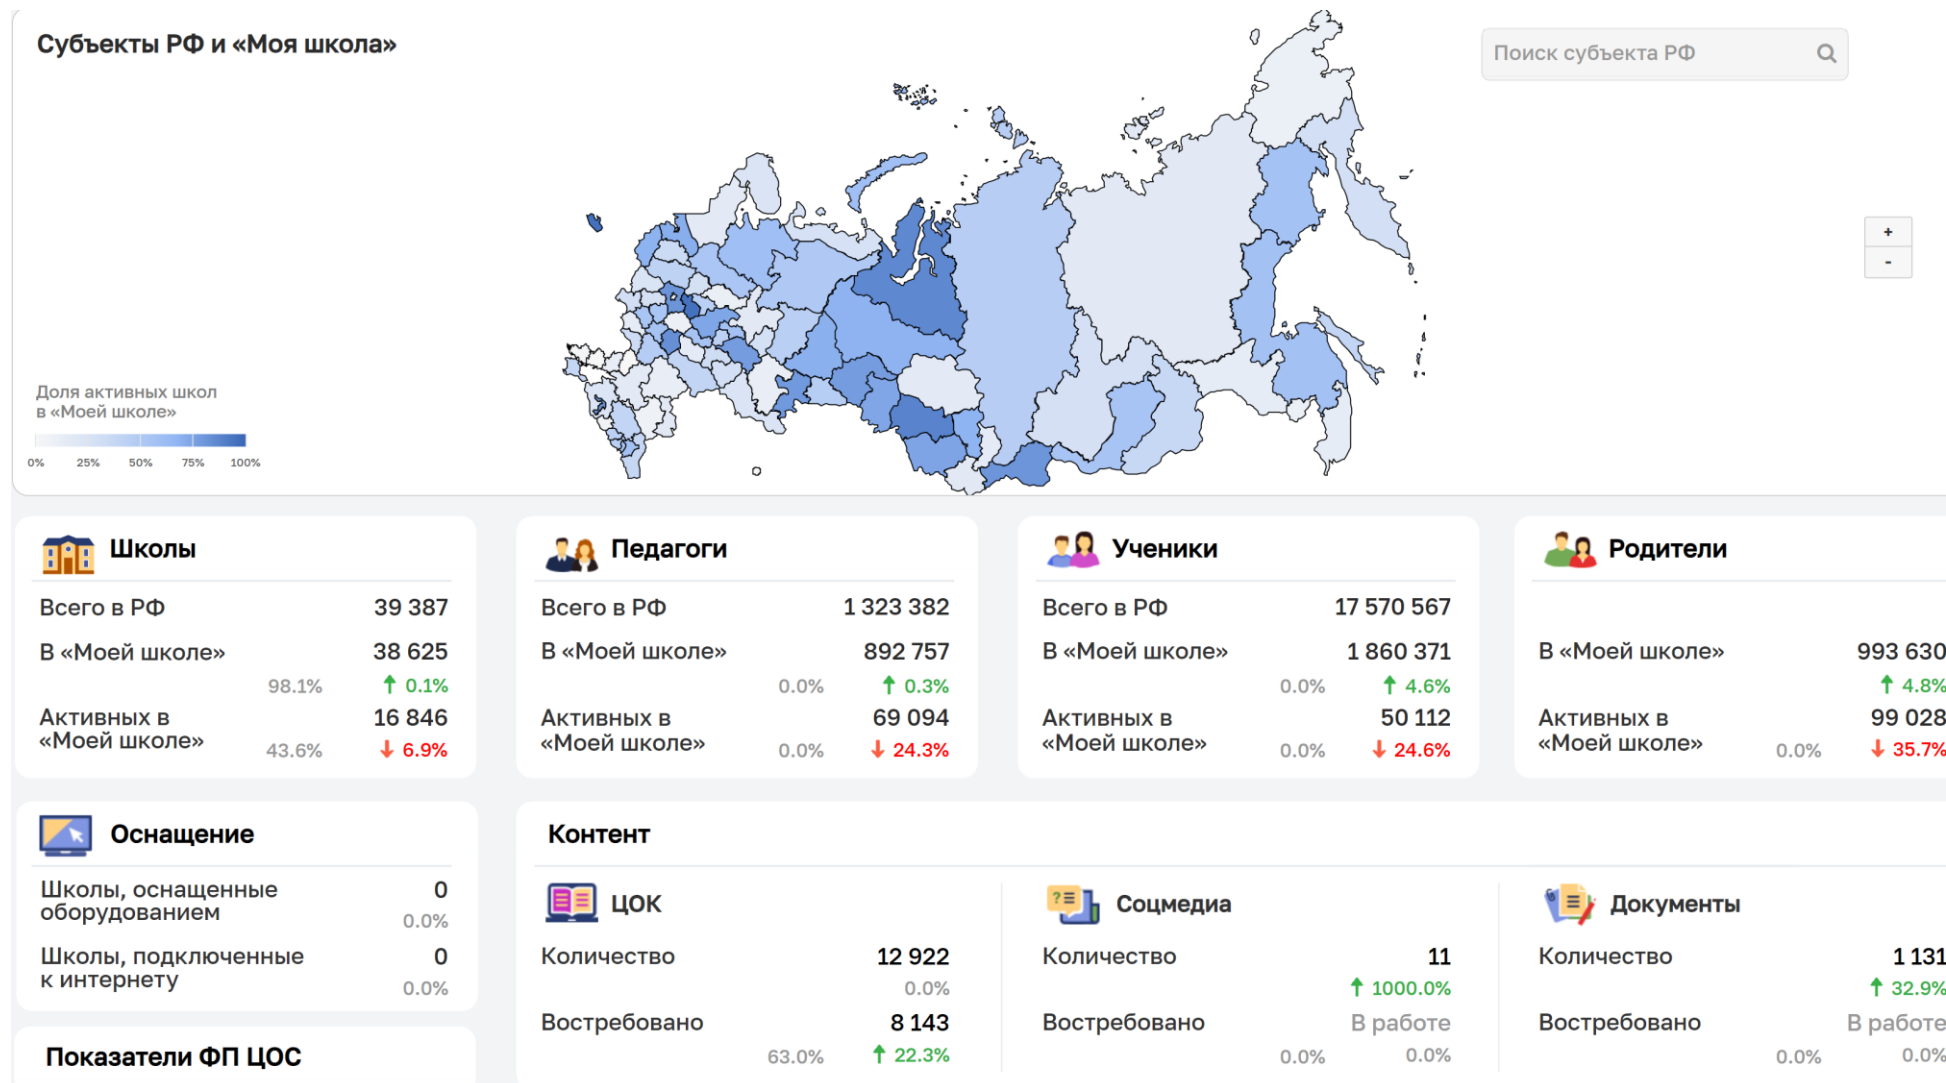 Субъекты РФ и «Моя школа»
Поиск субъекта РФ
+
-
Доля активных школ
в «Моей школе»
0% 25% 50% 75% 100%
Школы
Всего в РФ 39 387
В «Моей школе» 38 625
98.1% ↑ 0.1%
Активных в 16 846
«Моей школе» 43.6% ↓ 6.9%
Педагоги
Всего в РФ 1 323 382
В «Моей школе» 892 757
0.0% ↑ 0.3%
Активных в 69 094
«Моей школе» 0.0% ↓ 24.3%
Ученики
Всего в РФ 17 570 567
В «Моей школе» 1 860 371
0.0% ↑ 4.6%
Активных в 50 112
«Моей школе» 0.0% ↓ 24.6%
Родители
В «Моей школе» 993 630
↑ 4.8%
Активных в 99 028
«Моей школе» 0.0% ↓ 35.7%
Оснащение
Школы, оснащенные 0
оборудованием 0.0%
Школы, подключенные 0
к интернету 0.0%
Показатели ФП ЦОС
Контент
ЦОК
Количество 12 922
0.0%
Востребовано 8 143
63.0% ↑ 22.3%
Соцмедиа
Количество 11
↑ 1000.0%
Востребовано В работе
0.0% 0.0%
Документы
Количество 1 131
↑ 32.9%
Востребовано В работе
0.0% 0.0%